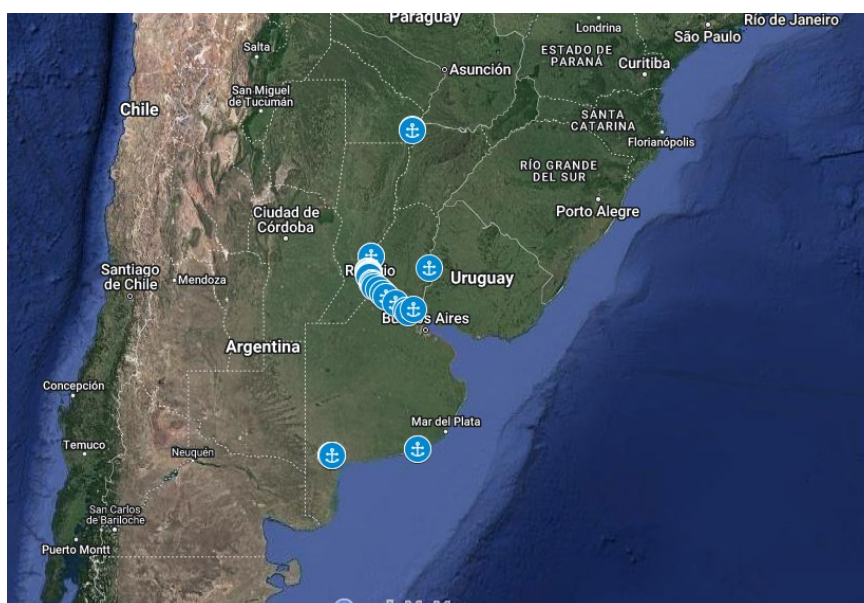 Paraguay
Río de Janeiro
Londrina
São Paulo
Salta
Asunción
ESTADO DE
PARANÁ
Curitiba
San Miguel
de Tucumán
Chile
SANTA
CATARINA
Florianópolis
RÍO GRANDE
DEL SUR
Ciudad de
Córdoba
Porto Alegre
Santiago
de Chile
Mendoza
Uruguay
Aires
Argentina
Concepción
Mar del Plata
Temuco
Neuquén
San Carlos
de Bariloche
Puerto Montt